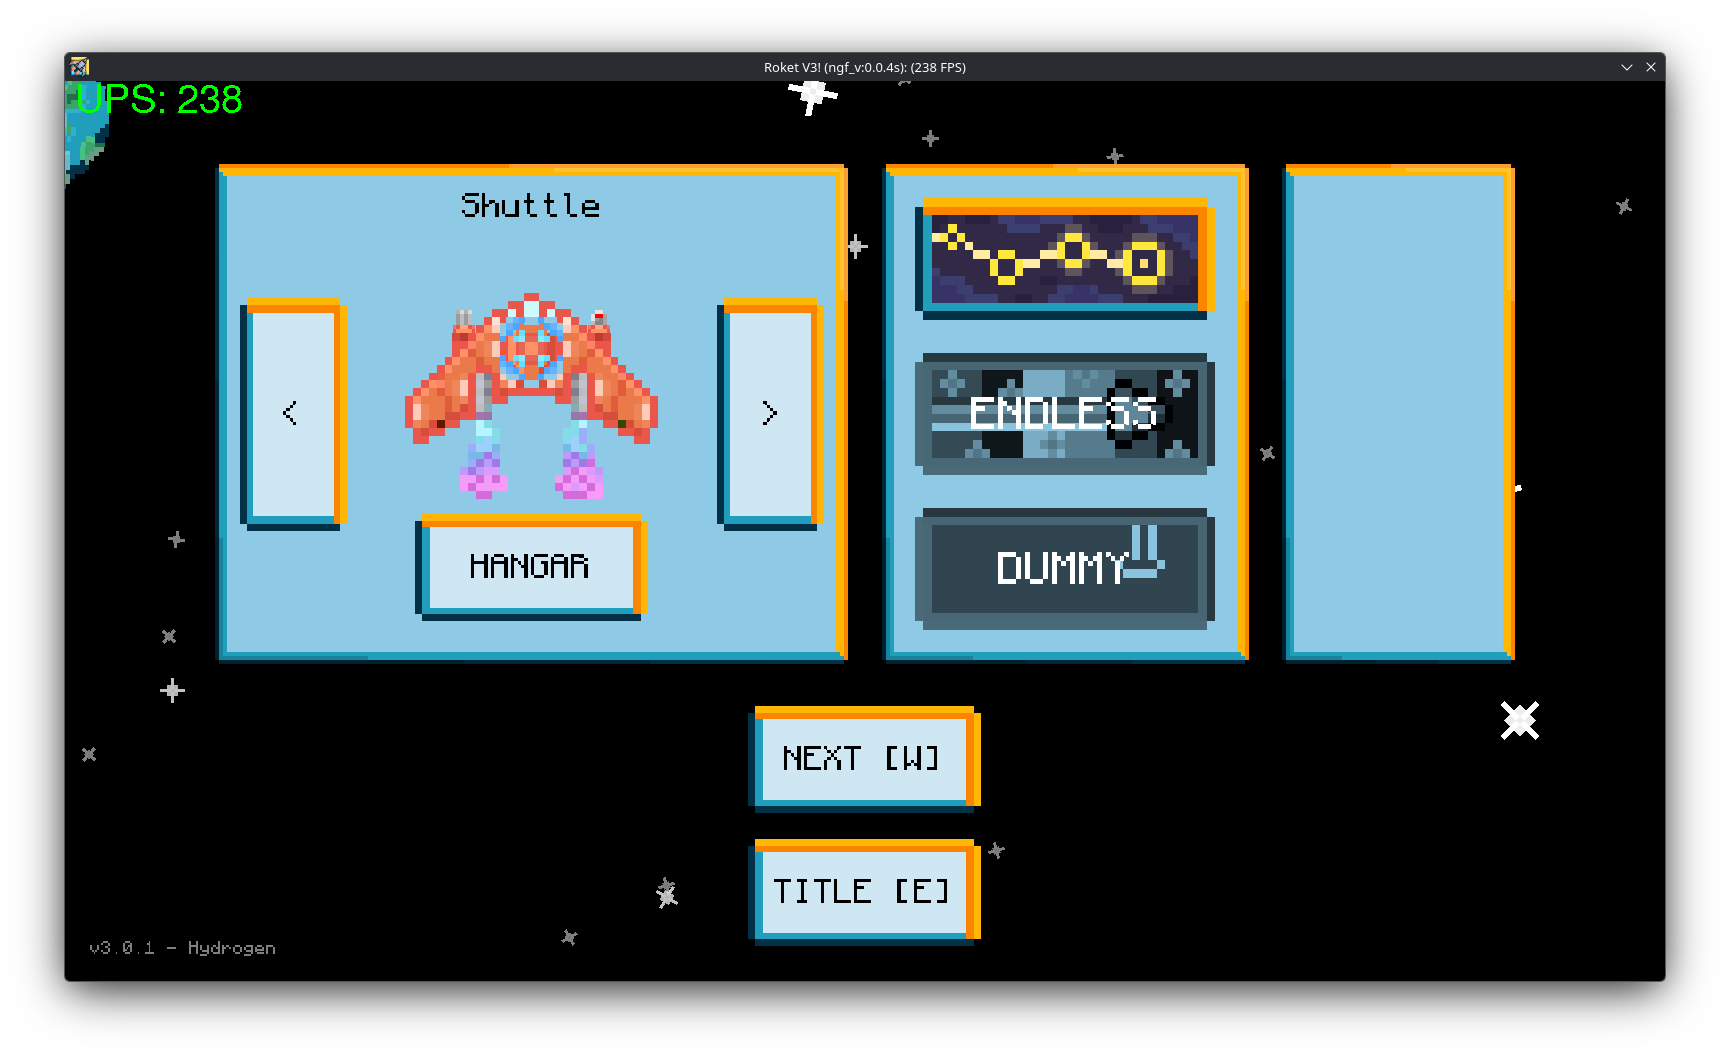 Roket V3! (ngf_v:0.0.4s): (238 FPS)
UPS: 238
Shuttle
<
>
HANGAR
ENDLESS
DUMMY
NEXT [W]
TITLE [E]
v3.0.1 - Hydrogen